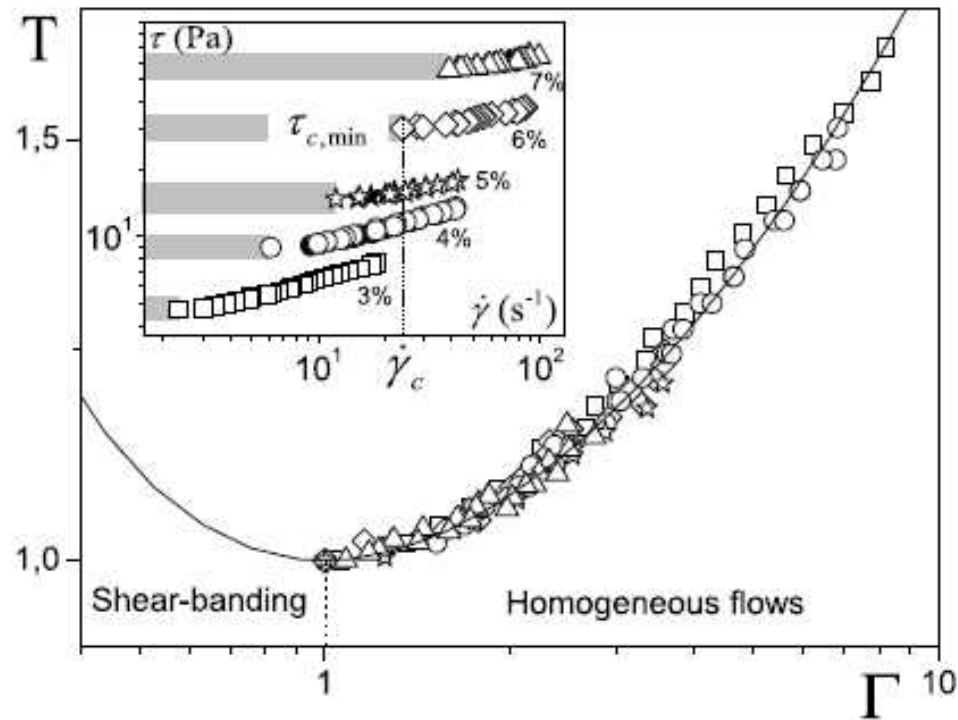 T
τ (Pa)
7%
τc,min
6%
1,5
5%
10¹
4%
3%
γ̇ (s⁻¹)
10¹
γ̇c
10²
1,0
Shear-banding
Homogeneous flows
1
Γ
10